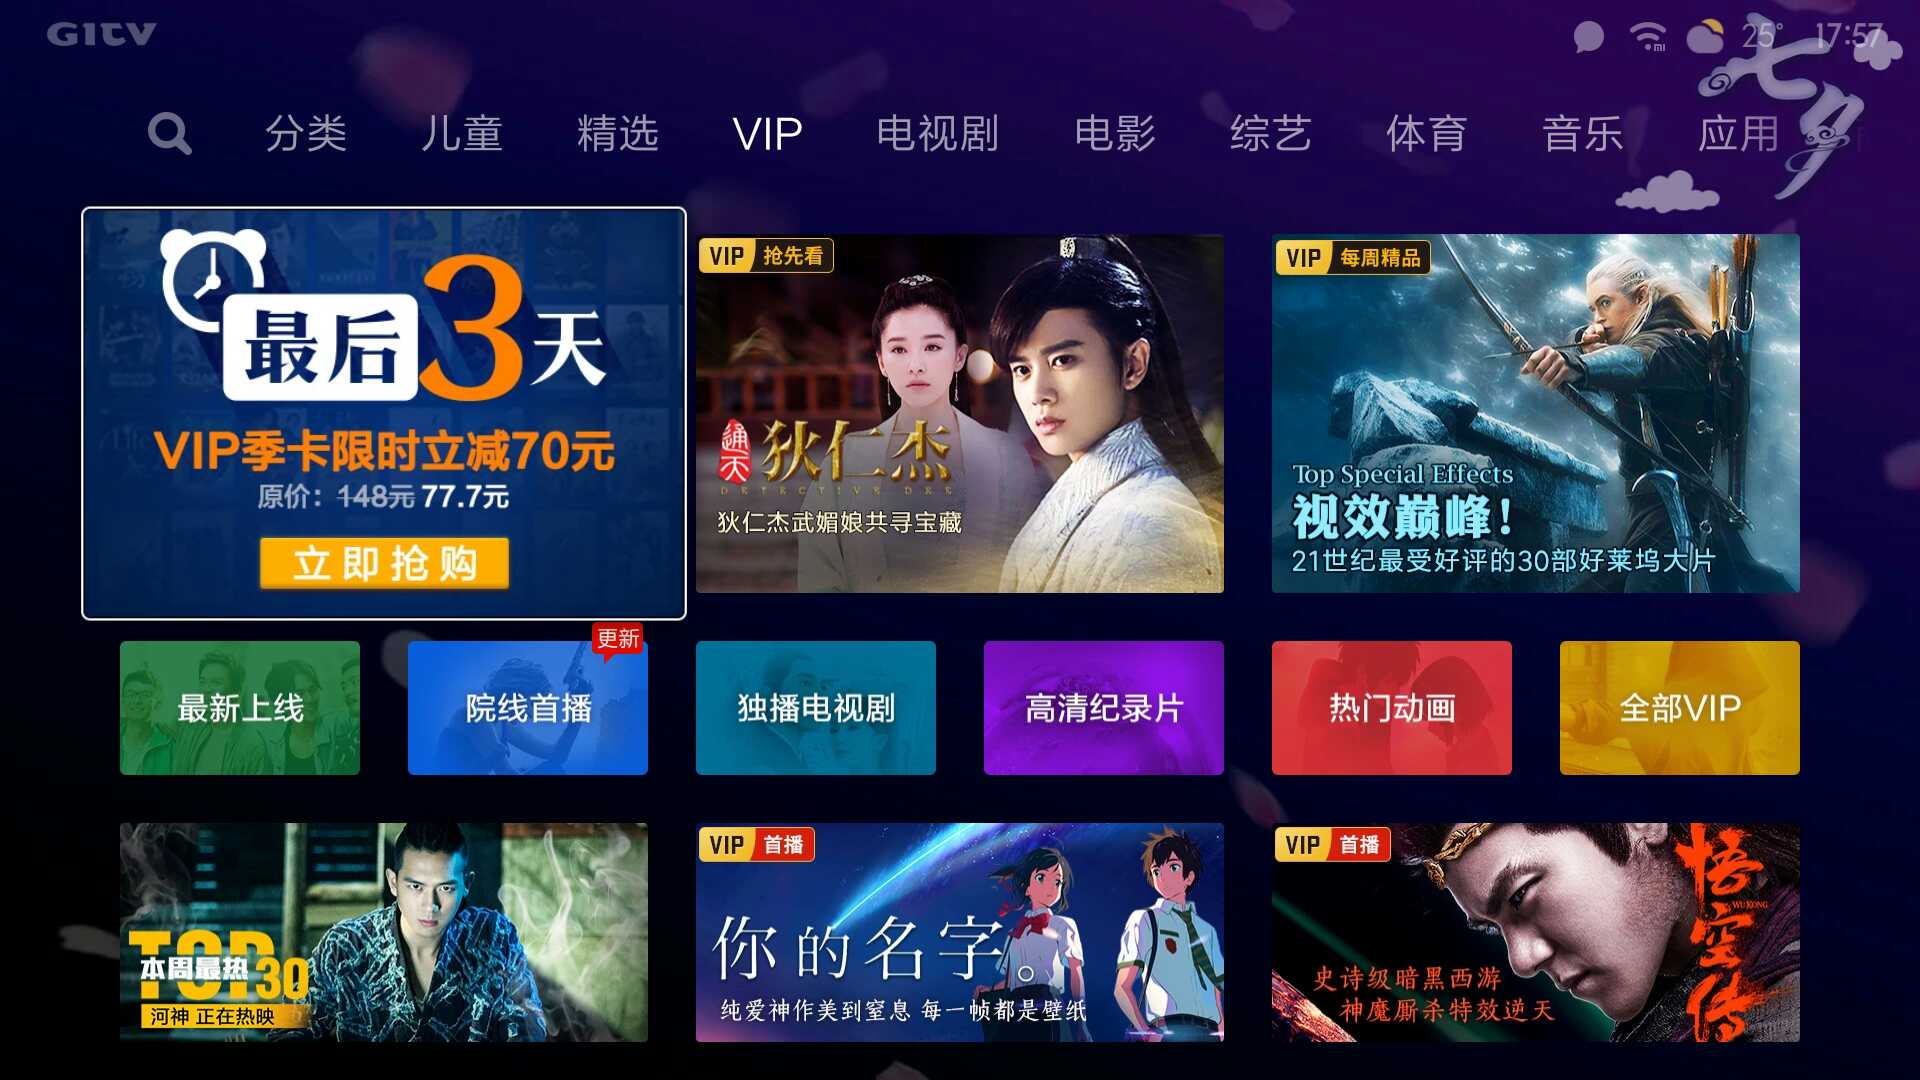 GITV
25° 17:57
七夕
分类 儿童 精选 VIP 电视剧 电影 综艺 体育 音乐 应用
最后3天
VIP季卡限时立减70元
原价：148元 77.7元
立即抢购
VIP 抢先看
通天 狄仁杰
DETECTIVE DEE
狄仁杰武媚娘共寻宝藏
VIP 每周精品
Top Special Effects
视效巅峰！
21世纪最受好评的30部好莱坞大片
最新上线
更新
院线首播
独播电视剧
高清纪录片
热门动画
全部VIP
TOP30
本周最热
河神 正在热映
VIP 首播
你的名字。
纯爱神作美到窒息 每一帧都是壁纸
VIP 首播
悟空传
WU KONG
史诗级暗黑西游
神魔厮杀特效逆天